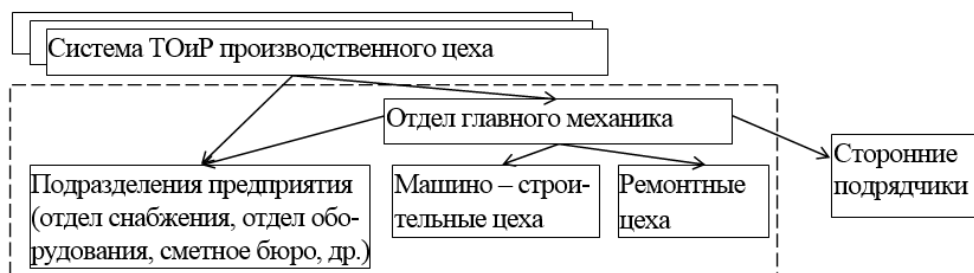 Система ТОиР производственного цеха
Отдел главного механика
Сторонние
подрядчики
Подразделения предприятия
(отдел снабжения, отдел обо-
рудования, сметное бюро, др.)
Машино – строи-
тельные цеха
Ремонтные
цеха